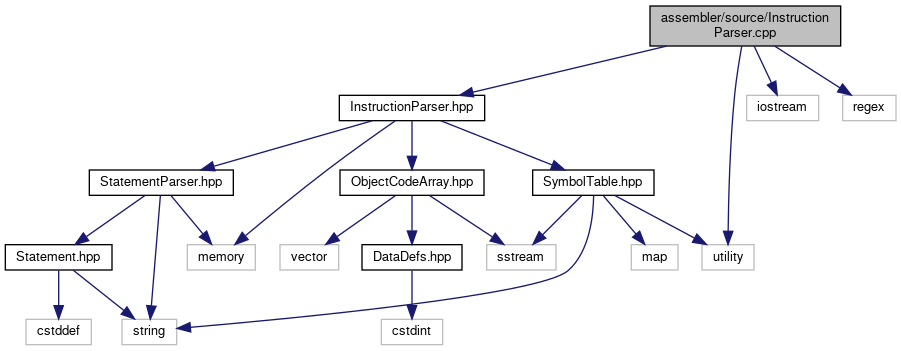 assembler/source/Instruction
Parser.cpp
InstructionParser.hpp
iostream
regex
StatementParser.hpp
ObjectCodeArray.hpp
SymbolTable.hpp
Statement.hpp
memory
vector
DataDefs.hpp
sstream
map
utility
cstddef
string
cstdint